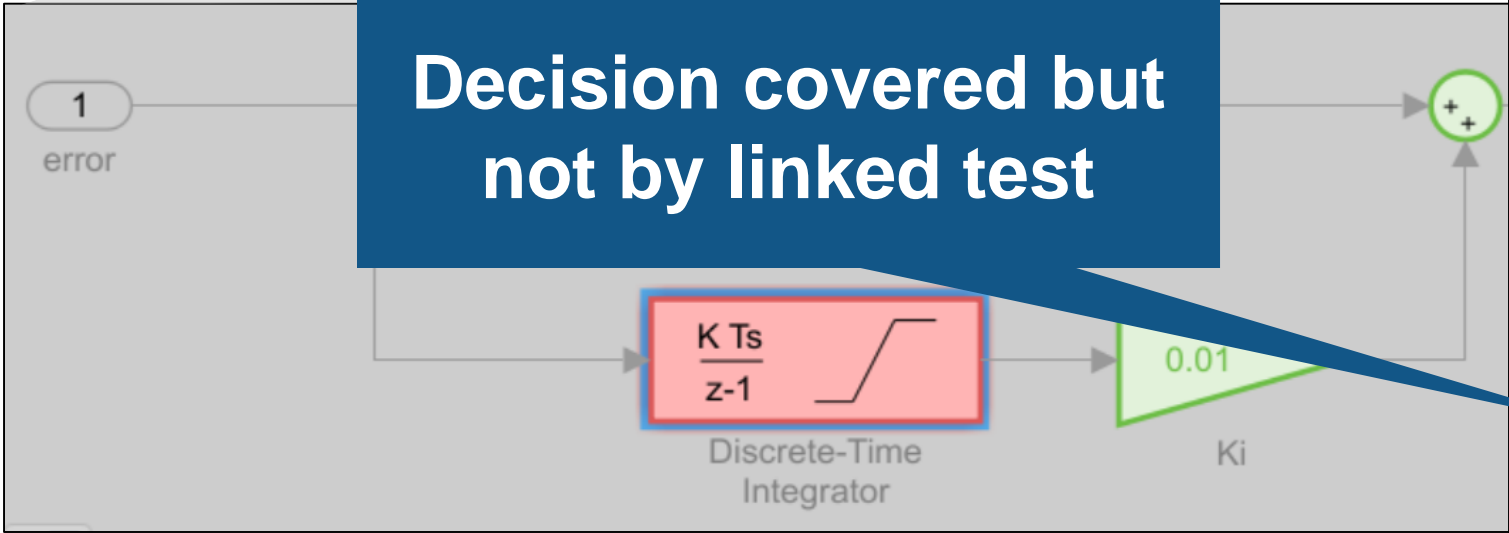 Decision covered but
not by linked test
1
error
+
+
K Ts
z-1
0.01
Discrete-Time
Integrator
Ki